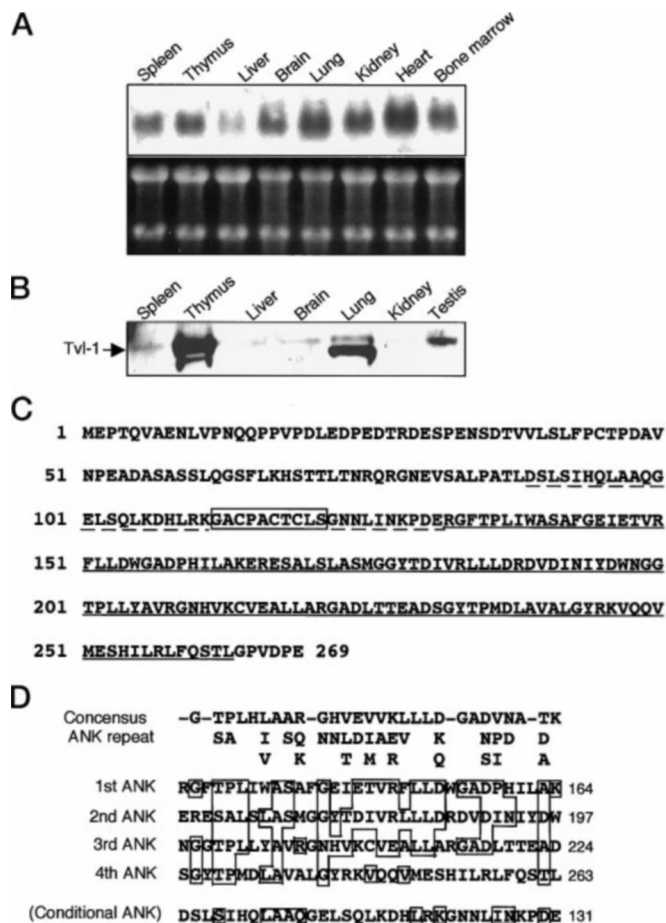 A
Spleen Thymus Liver Brain Lung Kidney Heart Bone marrow
B
Spleen Thymus Liver Brain Lung Kidney Testis
Tvl-1
C
1 MEPTQVAENLVPNQQPPVPDLEDPEDTRDESPENSDTVVLSLFPCTPDAV
51 NPEADASASSLQGSFLKHSTTLTNRQRGNEVSALPATLDSLSIHQLAAQG
101 ELSQLKDHLRKGACPACTCLSGNNLINKPDERGFTPLIWASAFGEIETVR
151 FLLDWGADPHILAKERESALSLASMGGYTDIVRLLLDRDVDINIYDWNGG
201 TPLLYAVRGNHVKCVEALLARGADLTTEADSGYTPMDLAVALGYRKVQQV
251 MESHILRLFQSTLGPVDPE 269
D
Concensus -G-TPLHLAAR-GHVEVVKLLLD-GADVNA-TK
ANK repeat SA I SQ NNLDIAEV K NPD D
V K T M R Q SI A
1st ANK RGFTPLIWASAFGEIETVRFLLDWGADPHILAK 164
2nd ANK ERESALSLASMGGYTDIVRLLLDRDVDINIYDW 197
3rd ANK NGGTPLLYAVRGNHVKCVEALLARGADLTTEAD 224
4th ANK SGYTPMDLAVALGYRKVQQVMESHILRLFQSTL 263
(Conditional ANK) DSLSIHQLAAQGELSQLKDHLRKGNNLINKPDE 131